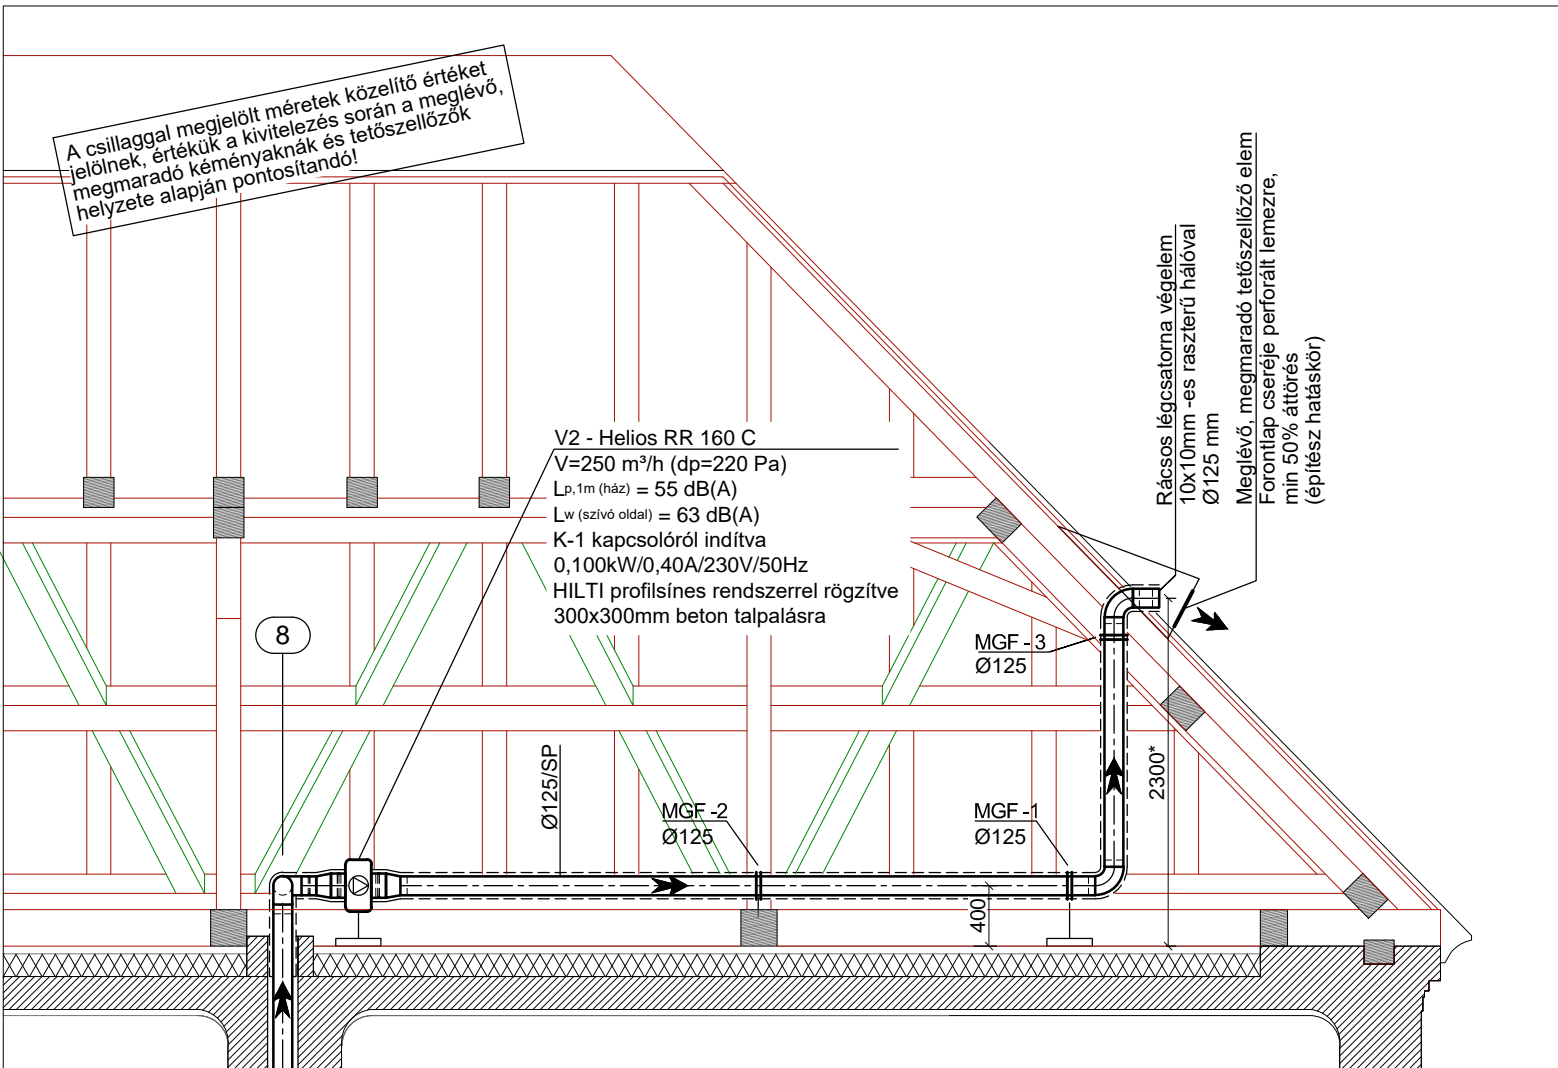 A csillaggal megjelölt méretek közelítő értéket
jelölnek, értékük a kivitelezés során a meglévő,
megmaradó kéményaknák és tetőszellőzők
helyzete alapján pontosítandó!
Rácsos légcsatorna végelem
10x10mm -es raszterű hálóval
Ø125 mm
Meglévő, megmaradó tetőszellőző elem
Forontlap cseréje perforált lemezre,
min 50% áttörés
(építész hatáskör)
V2 - Helios RR 160 C
V=250 m³/h (dp=220 Pa)
Lp,1m (ház) = 55 dB(A)
Lw (szívó oldal) = 63 dB(A)
K-1 kapcsolóról indítva
0,100kW/0,40A/230V/50Hz
HILTI profilsínes rendszerrel rögzítve
300x300mm beton talpalásra
8
MGF - 3
Ø125
Ø125/SP
MGF -2
Ø125
MGF -1
Ø125
2300*
400